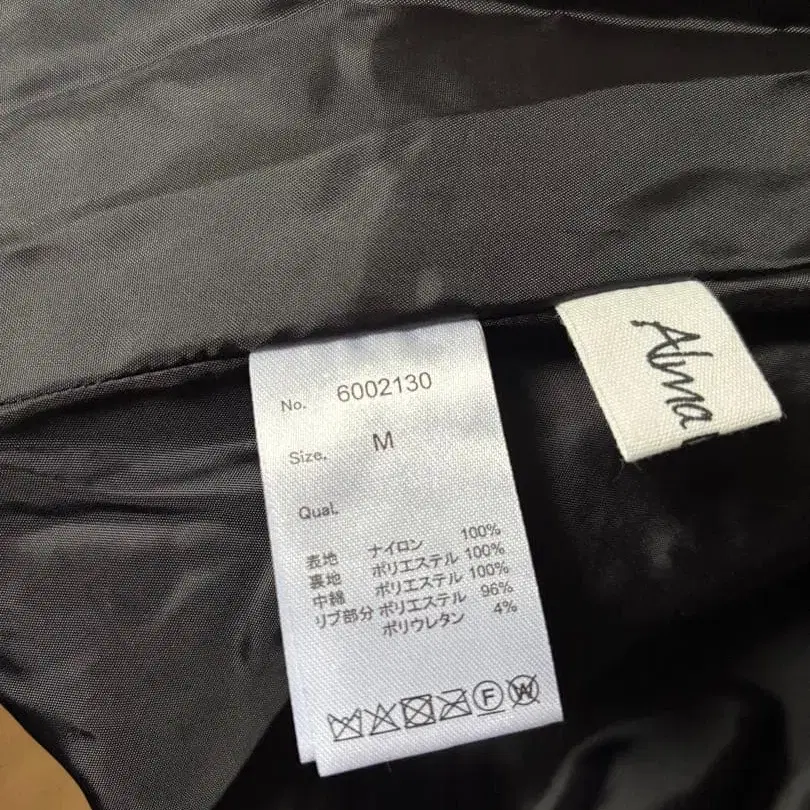 No. 6002130
Size. M
Qual.
表地 ナイロン 100%
裏地 ポリエステル 100%
中綿 ポリエステル 100%
リブ部分 ポリエステル 96%
ポリウレタン 4%
F W
Alma